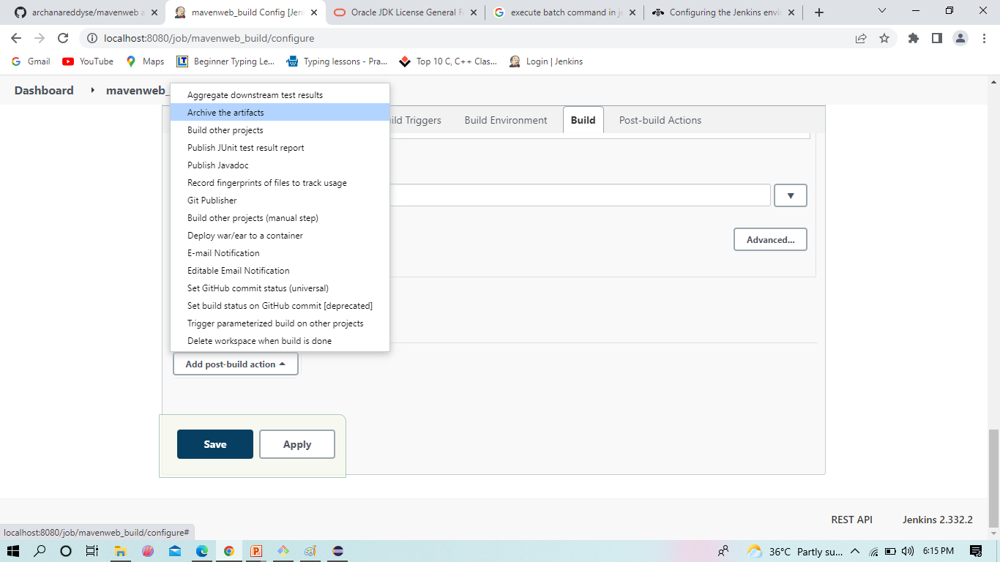 archanareddyse/mavenweb a
mavenweb_build Config [Jen
Oracle JDK License General F
execute batch command in je
Configuring the Jenkins envir
localhost:8080/job/mavenweb_build/configure
Gmail
YouTube
Maps
Beginner Typing Le...
Typing lessons - Pra...
Top 10 C, C++ Clas...
Login | Jenkins
Dashboard
mavenweb_
Aggregate downstream test results
Archive the artifacts
Build other projects
Publish JUnit test result report
Publish Javadoc
Record fingerprints of files to track usage
Git Publisher
Build other projects (manual step)
Deploy war/ear to a container
E-mail Notification
Editable Email Notification
Set GitHub commit status (universal)
Set build status on GitHub commit [deprecated]
Trigger parameterized build on other projects
Delete workspace when build is done
ild Triggers
Build Environment
Build
Post-build Actions
Advanced...
Add post-build action
Save
Apply
REST API
Jenkins 2.332.2
localhost:8080/job/mavenweb_build/configure#
36°C Partly su...
6:15 PM